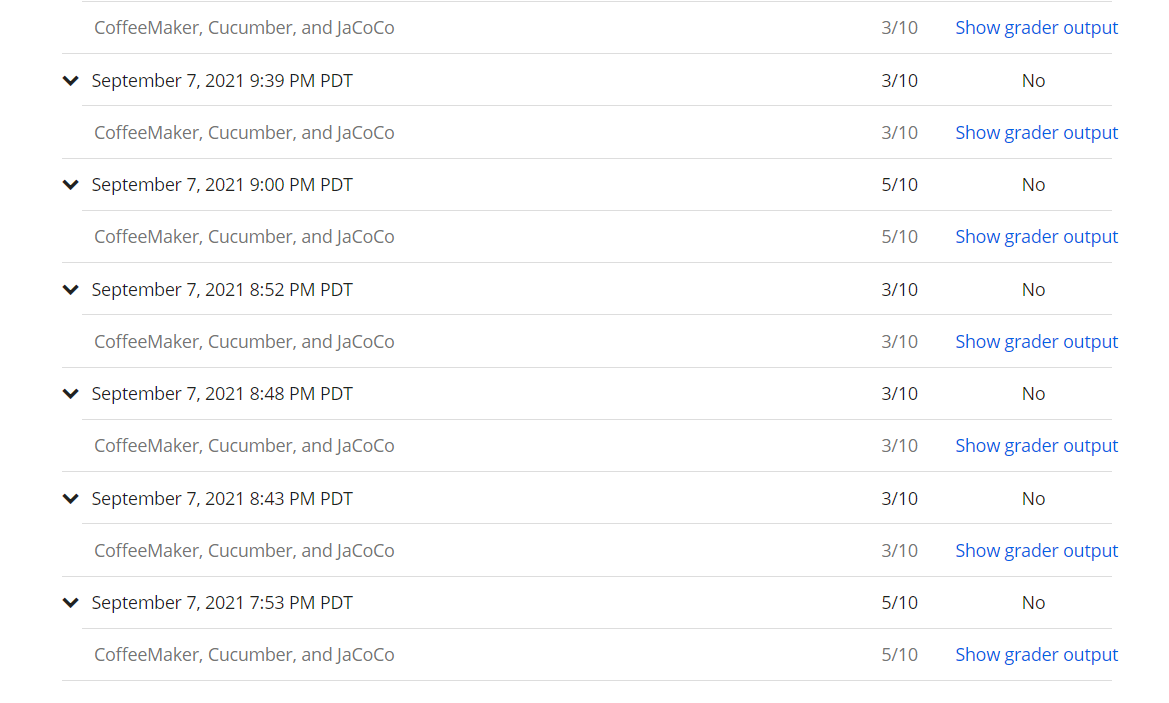 CoffeeMaker, Cucumber, and JaCoCo 3/10 Show grader output
September 7, 2021 9:39 PM PDT 3/10 No
CoffeeMaker, Cucumber, and JaCoCo 3/10 Show grader output
September 7, 2021 9:00 PM PDT 5/10 No
CoffeeMaker, Cucumber, and JaCoCo 5/10 Show grader output
September 7, 2021 8:52 PM PDT 3/10 No
CoffeeMaker, Cucumber, and JaCoCo 3/10 Show grader output
September 7, 2021 8:48 PM PDT 3/10 No
CoffeeMaker, Cucumber, and JaCoCo 3/10 Show grader output
September 7, 2021 8:43 PM PDT 3/10 No
CoffeeMaker, Cucumber, and JaCoCo 3/10 Show grader output
September 7, 2021 7:53 PM PDT 5/10 No
CoffeeMaker, Cucumber, and JaCoCo 5/10 Show grader output